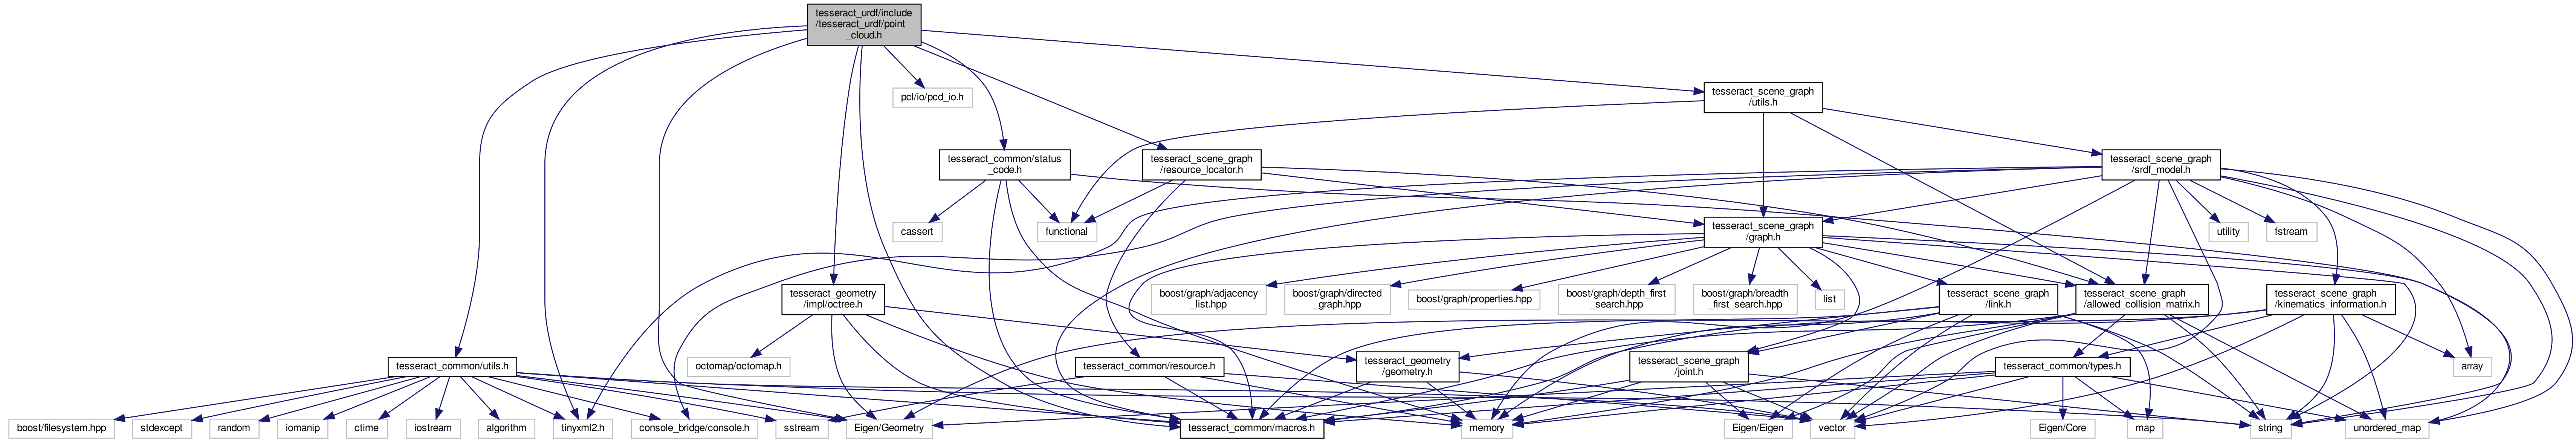 tesseract_urdf/include
/tesseract_urdf/point
_cloud.h
tesseract_scene_graph
/utils.h
pcl/io/pcd_io.h
tesseract_common/status
_code.h
tesseract_scene_graph
/resource_locator.h
tesseract_scene_graph
/srdf_model.h
cassert
functional
tesseract_scene_graph
/graph.h
utility
fstream
tesseract_geometry
/impl/octree.h
boost/graph/adjacency
_list.hpp
boost/graph/directed
_graph.hpp
boost/graph/properties.hpp
boost/graph/depth_first
_search.hpp
boost/graph/breadth
_first_search.hpp
list
tesseract_scene_graph
/link.h
tesseract_scene_graph
/allowed_collision_matrix.h
tesseract_scene_graph
/kinematics_information.h
tesseract_common/utils.h
octomap/octomap.h
tesseract_common/resource.h
tesseract_geometry
/geometry.h
tesseract_scene_graph
/joint.h
tesseract_common/types.h
array
boost/filesystem.hpp
stdexcept
random
iomanip
ctime
iostream
algorithm
tinyxml2.h
console_bridge/console.h
sstream
Eigen/Geometry
tesseract_common/macros.h
memory
Eigen/Eigen
vector
Eigen/Core
map
string
unordered_map